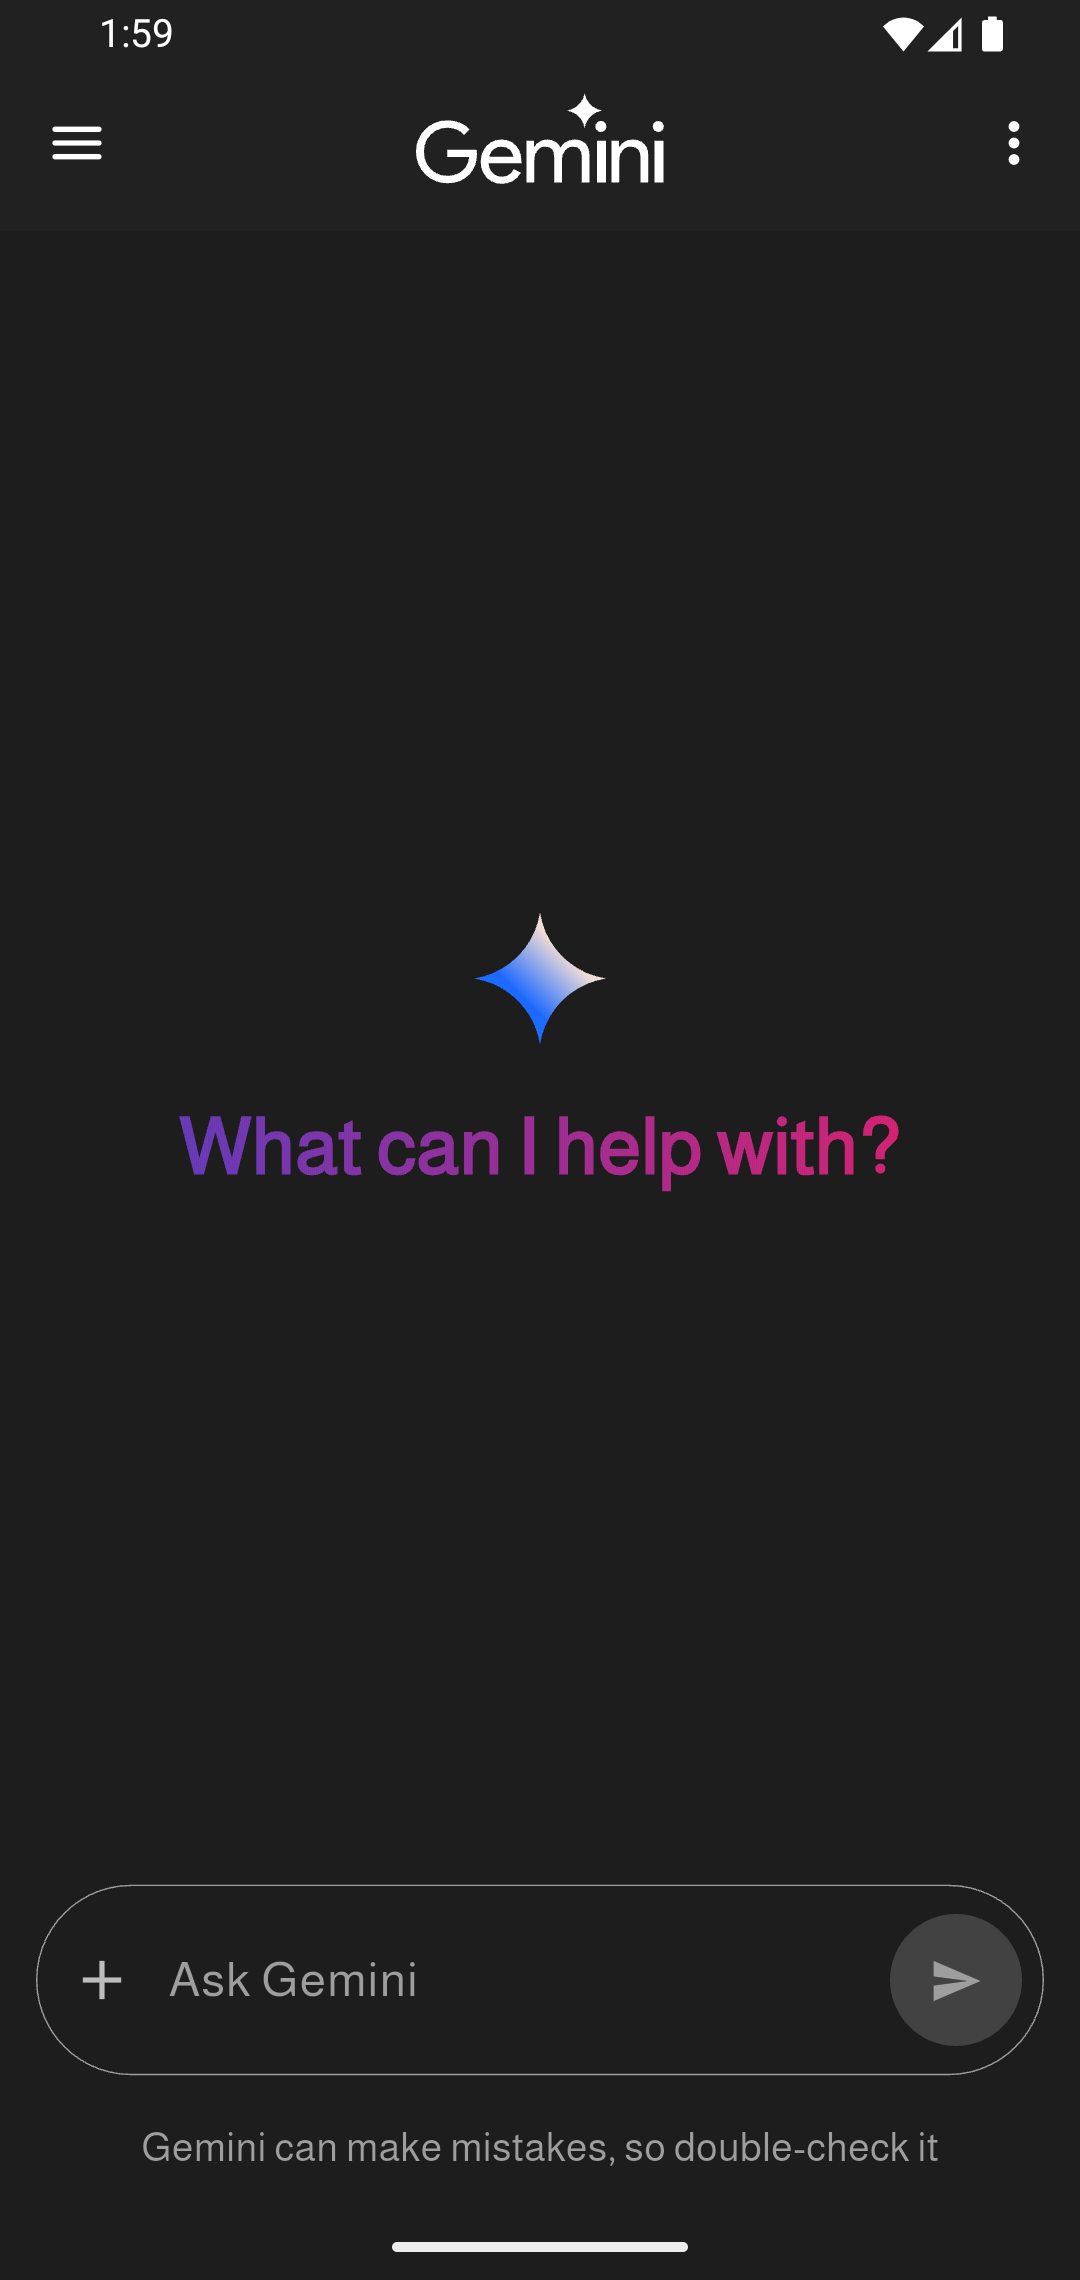 1:59
Gemini
What can I help with?
Ask Gemini
Gemini can make mistakes, so double-check it